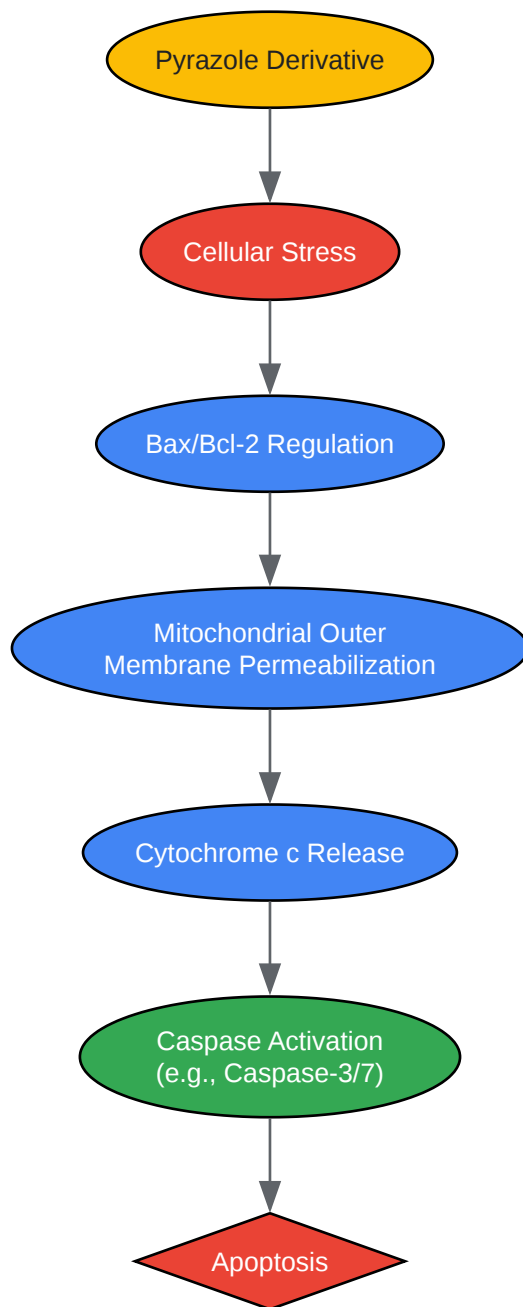 Pyrazole Derivative
Cellular Stress
Bax/Bcl-2 Regulation
Mitochondrial Outer
Membrane Permeabilization
Cytochrome c Release
Caspase Activation
(e.g., Caspase-3/7)
Apoptosis